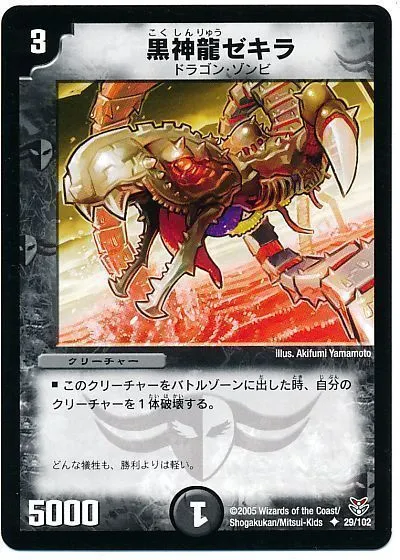 3
こくしんりゅう
黒神龍ゼキラ
ドラゴン・ゾンビ
Illus. Akifumi Yamamoto
クリーチャー
■ このクリーチャーをバトルゾーンに出した時、自分の
クリーチャーを1体破壊する。
どんな犠牲も、勝利よりは軽い。
5000
1
©2005 Wizards of the Coast/
Shogakukan/Mitsui-Kids ♦ 29/102